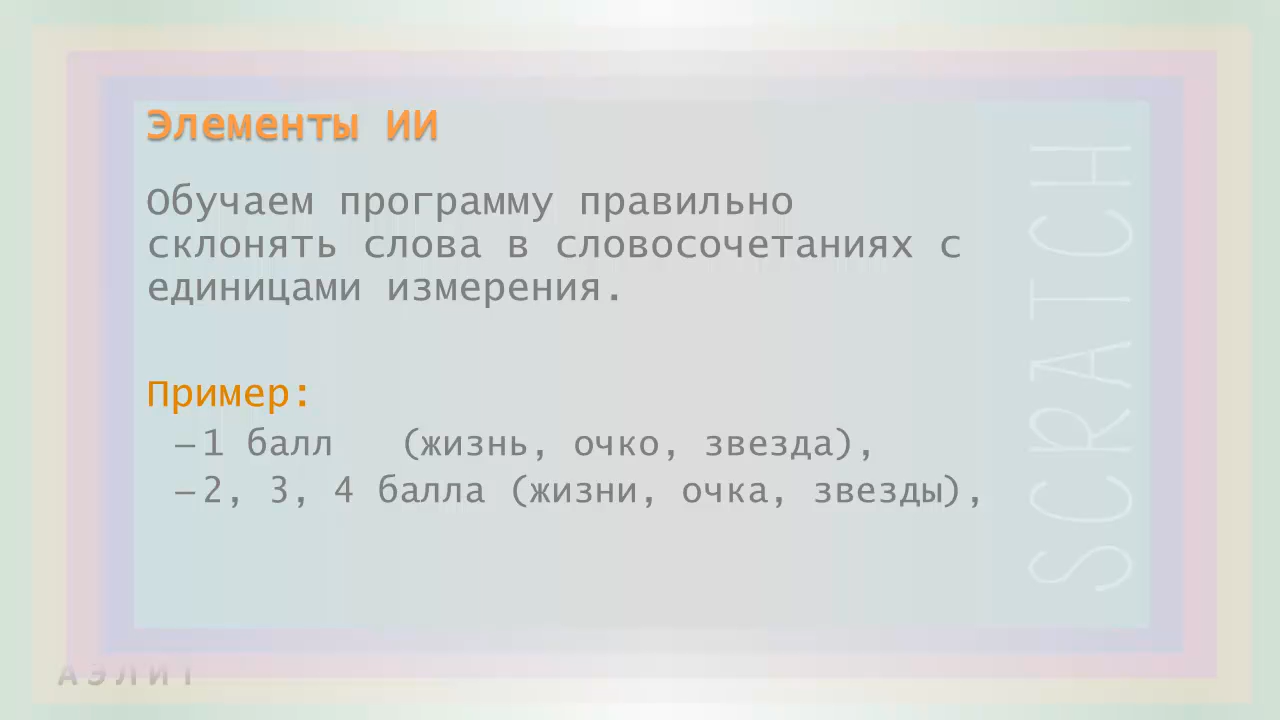 Элементы ИИ
Обучаем программу правильно
склонять слова в словосочетаниях с
единицами измерения.
Пример:
–1 балл (жизнь, очко, звезда),
–2, 3, 4 балла (жизни, очка, звезды),
SCRATCH